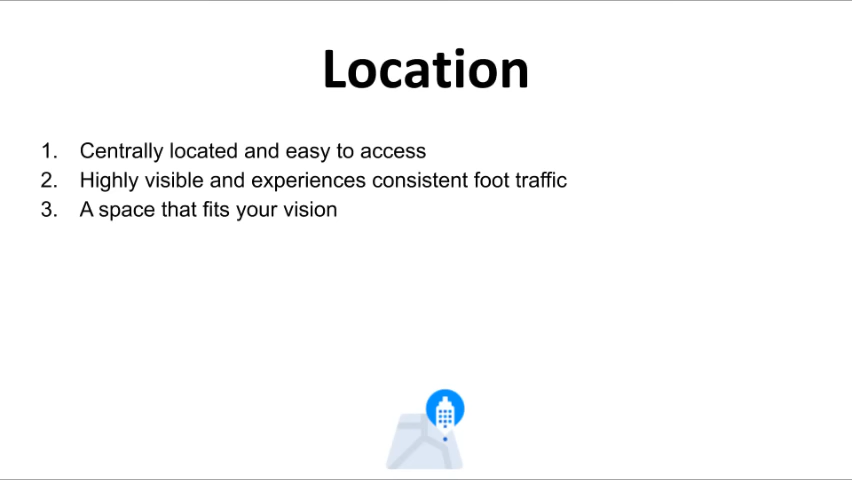 Location
1. Centrally located and easy to access
2. Highly visible and experiences consistent foot traffic
3. A space that fits your vision